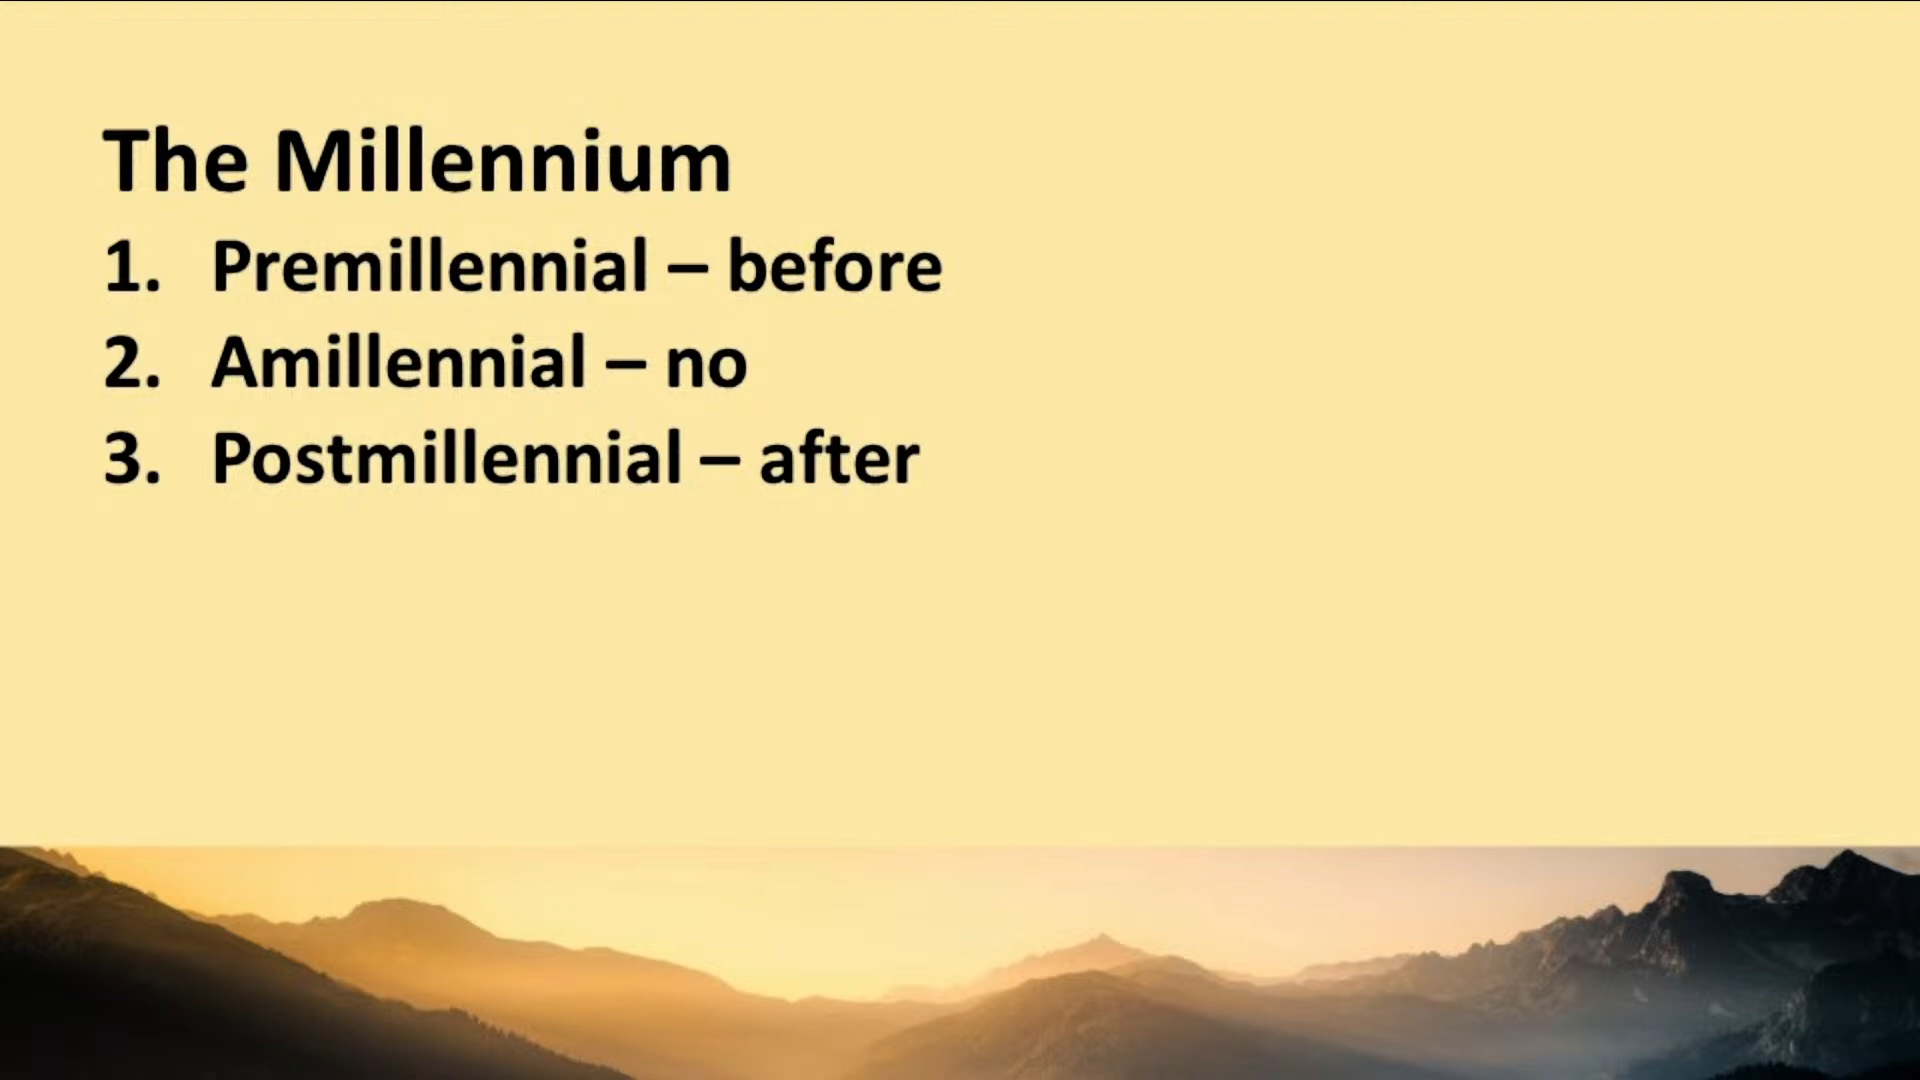 The Millennium
1. Premillennial – before
2. Amillennial – no
3. Postmillennial – after